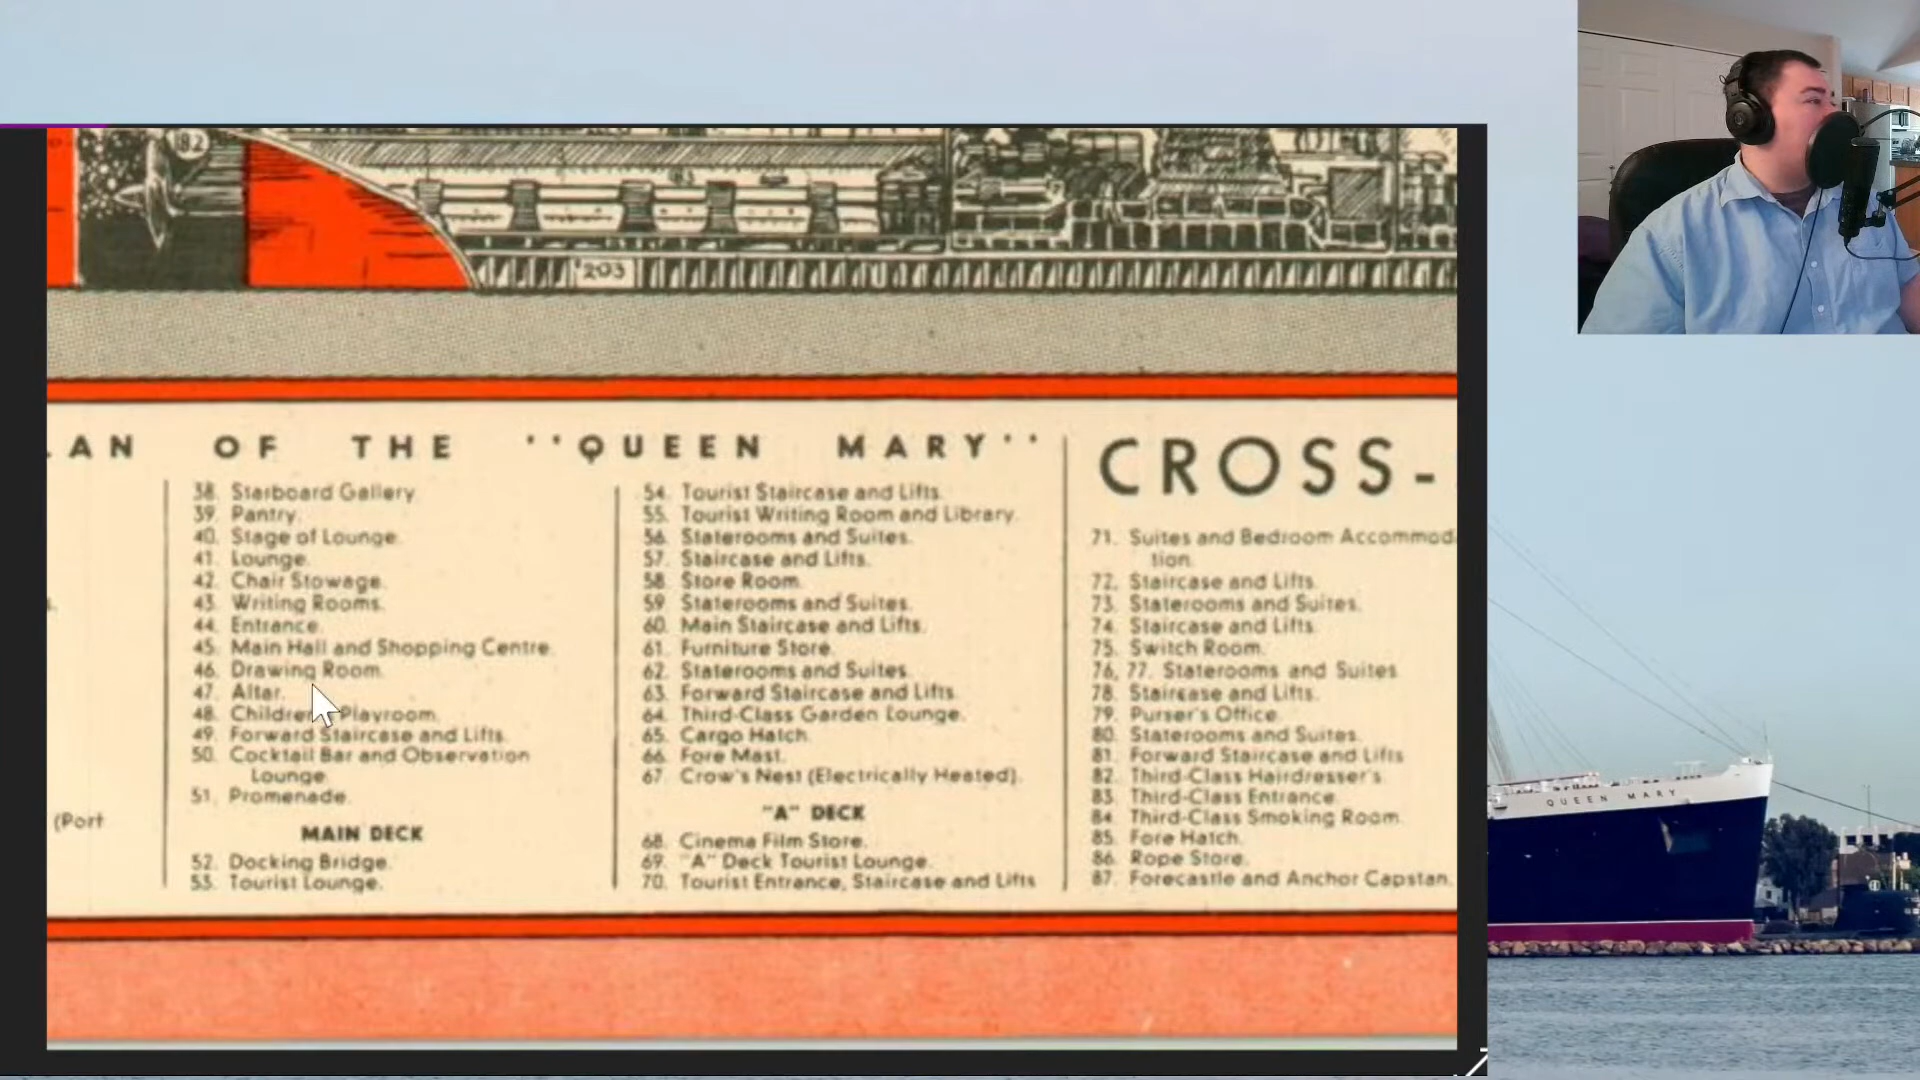 82
203
AN OF THE "QUEEN MARY"
38. Starboard Gallery
39. Pantry.
40. Stage of Lounge.
41. Lounge.
42. Chair Stowage.
43. Writing Rooms.
44. Entrance.
45. Main Hall and Shopping Centre.
46. Drawing Room.
47. Altar.
48. Children Playroom.
49. Forward Staircase and Lifts.
50. Cocktail Bar and Observation
Lounge.
51. Promenade.
(Port
MAIN DECK
52. Docking Bridge.
53. Tourist Lounge.
54. Tourist Staircase and Lifts.
55. Tourist Writing Room and Library.
56. Staterooms and Suites.
57. Staircase and Lifts.
58. Store Room.
59. Staterooms and Suites.
60. Main Staircase and Lifts.
61. Furniture Store.
62. Staterooms and Suites.
63. Forward Staircase and Lifts.
64. Third-Class Garden Lounge.
65. Cargo Hatch.
66. Fore Mast.
67. Crow's Nest (Electrically Heated).
"A" DECK
68. Cinema Film Store.
69. "A" Deck Tourist Lounge.
70. Tourist Entrance, Staircase and Lifts
CROSS-
71. Suites and Bedroom Accommod
tion.
72. Staircase and Lifts.
73. Staterooms and Suites.
74. Staircase and Lifts.
75. Switch Room.
76, 77. Staterooms and Suites
78. Staircase and Lifts.
79. Purser's Office.
80. Staterooms and Suites.
81. Forward Staircase and Lifts
82. Third-Class Hairdresser's.
83. Third-Class Entrance.
84. Third-Class Smoking Room.
85. Fore Hatch.
86. Rope Store.
87. Forecastle and Anchor Capstan.
QUEEN MARY